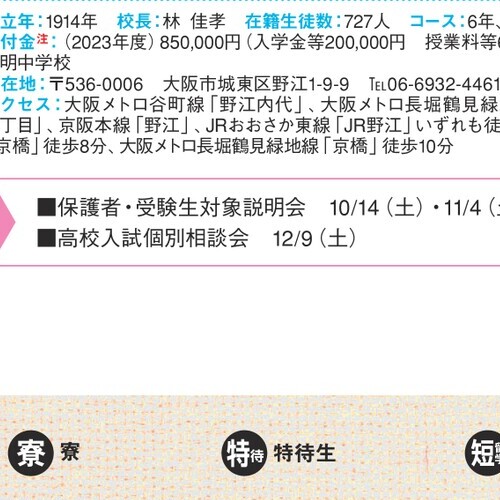 立年：1914年　校長：林 佳孝　在籍生徒数：727人　コース：6年、
付金注：（2023年度）850,000円（入学金等200,000円　授業料等
明中学校
在地：〒536-0006　大阪市城東区野江1-9-9　℡06-6932-4461
クセス：大阪メトロ谷町線「野江内代」、大阪メトロ長堀鶴見緑
丁目」、京阪本線「野江」、JRおおさか東線「JR野江」いずれも徒
京橋」徒歩8分、大阪メトロ長堀鶴見緑地線「京橋」徒歩10分
■保護者・受験生対象説明会　10/14（土）・11/4（
■高校入試個別相談会　12/9（土）
寮 寮　特待 特待生　短